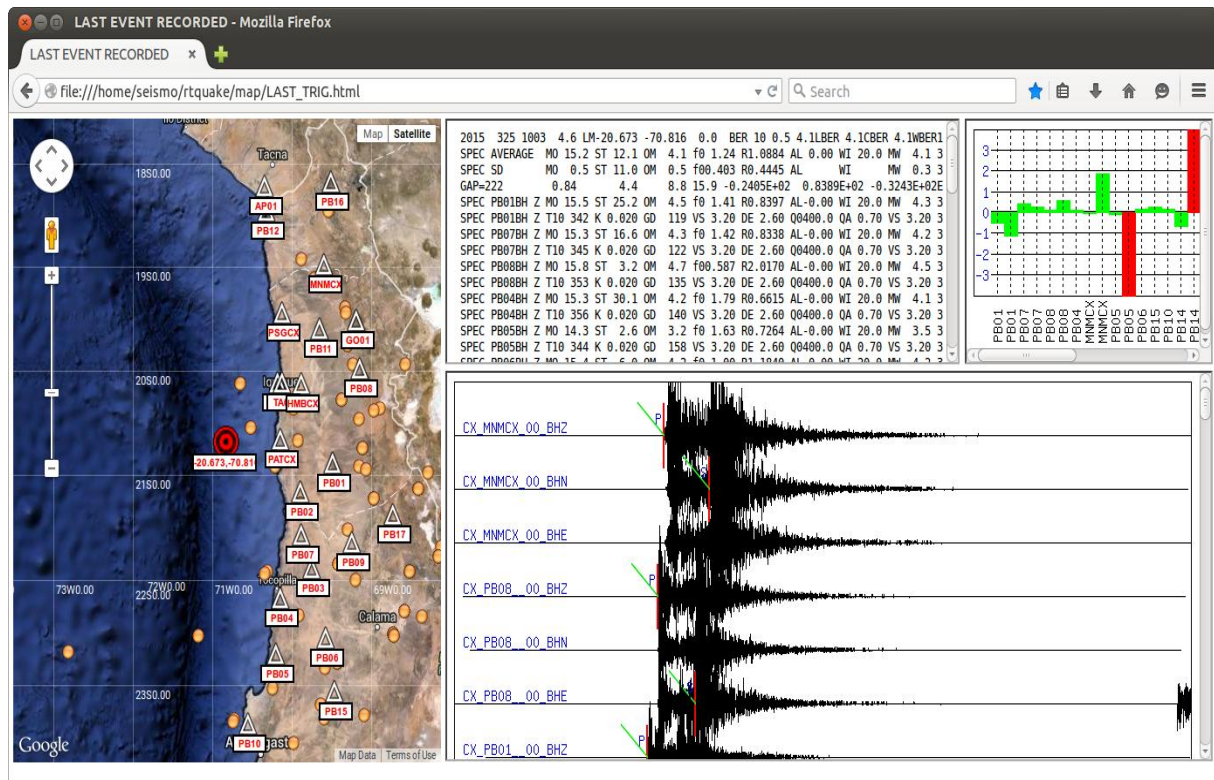 LAST EVENT RECORDED - Mozilla Firefox
LAST EVENT RECORDED
file:///home/seismo/rtquake/map/LAST_TRIG.html
Search
Map Satellite
Tacna
18S0.00
AP01
PB16
PB12
19S0.00
MNMCX
PSGCX
PB11
GO01
20S0.00
PB08
HMBCX
-20.673,-70.81
PATCX
PB01
21S0.00
PB02
PB17
PB07
PB09
PB03
73W0.00
72W0.00
71W0.00
69W0.00
22S0.00
PB04
Calama
PB06
PB05
23S0.00
PB15
PB10
Google
Map Data Terms of Use
2015 325 1003 4.6 LM-20.673 -70.816 0.0 BER 10 0.5 4.1LBER 4.1CBER 4.1WBER1
SPEC AVERAGE MO 15.2 ST 12.1 OM 4.1 f0 1.24 R1.0884 AL 0.00 WI 20.0 MW 4.1 3
SPEC SD MO 0.5 ST 11.0 OM 0.5 f00.403 R0.4445 AL WI MW 0.3 3
GAP=222 0.84 4.4 8.8 15.9 -0.2405E+02 0.8389E+02 -0.3243E+02E
SPEC PB01BH Z MO 15.5 ST 25.2 OM 4.5 f0 1.41 R0.8397 AL-0.00 WI 20.0 MW 4.3 3
SPEC PB01BH Z T10 342 K 0.020 GD 119 VS 3.20 DE 2.60 Q0400.0 QA 0.70 VS 3.20 3
SPEC PB07BH Z MO 15.3 ST 16.6 OM 4.3 f0 1.42 R0.8338 AL-0.00 WI 20.0 MW 4.2 3
SPEC PB07BH Z T10 345 K 0.020 GD 122 VS 3.20 DE 2.60 Q0400.0 QA 0.70 VS 3.20 3
SPEC PB08BH Z MO 15.8 ST 3.2 OM 4.7 f00.587 R2.0170 AL-0.00 WI 20.0 MW 4.5 3
SPEC PB08BH Z T10 353 K 0.020 GD 135 VS 3.20 DE 2.60 Q0400.0 QA 0.70 VS 3.20 3
SPEC PB04BH Z MO 15.3 ST 30.1 OM 4.2 f0 1.79 R0.6615 AL-0.00 WI 20.0 MW 4.1 3
SPEC PB04BH Z T10 356 K 0.020 GD 140 VS 3.20 DE 2.60 Q0400.0 QA 0.70 VS 3.20 3
SPEC PB05BH Z MO 14.3 ST 2.6 OM 3.2 f0 1.63 R0.7264 AL-0.00 WI 20.0 MW 3.5 3
SPEC PB05BH Z T10 344 K 0.020 GD 158 VS 3.20 DE 2.60 Q0400.0 QA 0.70 VS 3.20 3
3
2
1
0
-1
-2
-3
PB01
PB01
PB07
PB07
PB08
PB08
PB04
MNMCX
MNMCX
PB05
PB05
PB06
PB15
PB10
PB14
PB14
CX_MNMCX_00_BHZ
P
CX_MNMCX_00_BHN
CX_MNMCX_00_BHE
CX_PB08__00_BHZ
P
CX_PB08__00_BHN
CX_PB08__00_BHE
CX_PB01__00_BHZ
P